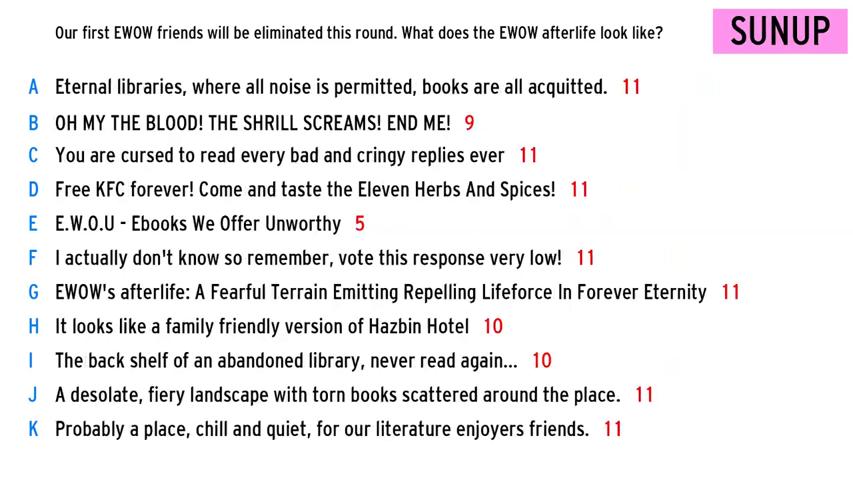 Our first EWOW friends will be eliminated this round. What does the EWOW afterlife look like?
SUNUP
A Eternal libraries, where all noise is permitted, books are all acquitted. 11
B OH MY THE BLOOD! THE SHRILL SCREAMS! END ME! 9
C You are cursed to read every bad and cringy replies ever 11
D Free KFC forever! Come and taste the Eleven Herbs And Spices! 11
E E.W.O.U - Ebooks We Offer Unworthy 5
F I actually don't know so remember, vote this response very low! 11
G EWOW's afterlife: A Fearful Terrain Emitting Repelling Lifeforce In Forever Eternity 11
H It looks like a family friendly version of Hazbin Hotel 10
I The back shelf of an abandoned library, never read again... 10
J A desolate, fiery landscape with torn books scattered around the place. 11
K Probably a place, chill and quiet, for our literature enjoyers friends. 11